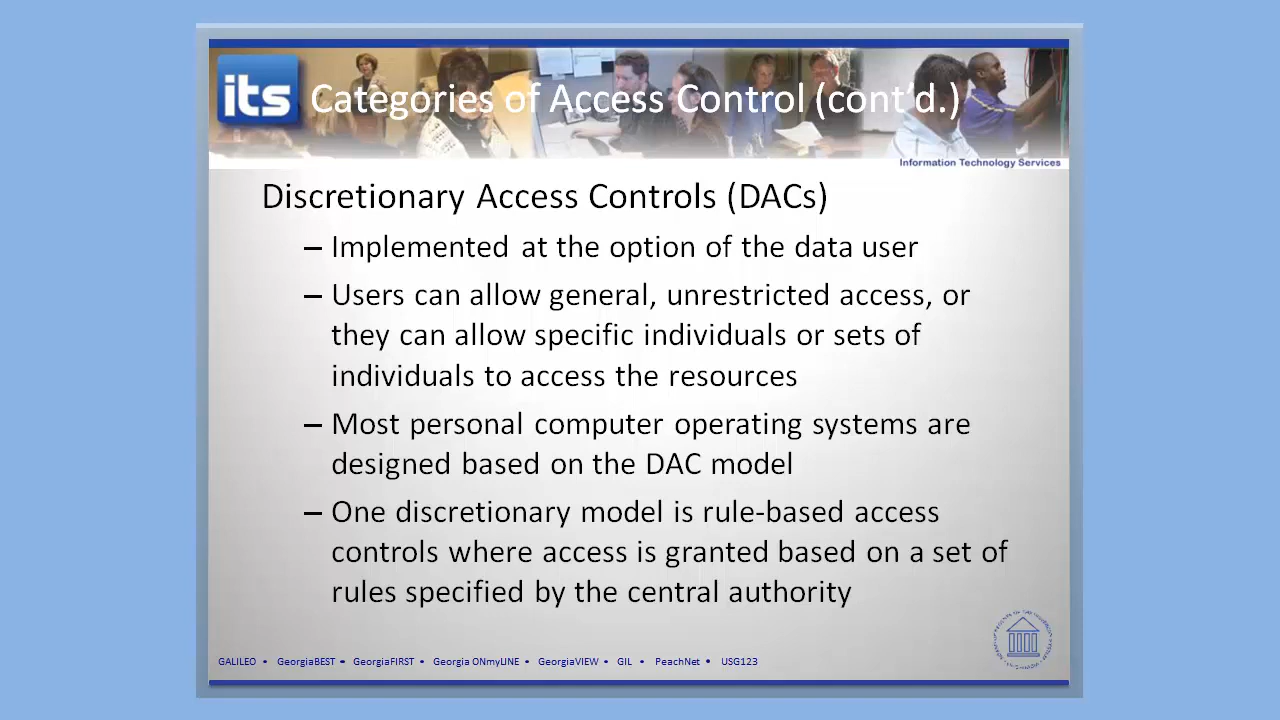 its
Categories of Access Control (cont'd.)
Information Technology Services
Discretionary Access Controls (DACs)
– Implemented at the option of the data user
– Users can allow general, unrestricted access, or
they can allow specific individuals or sets of
individuals to access the resources
– Most personal computer operating systems are
designed based on the DAC model
– One discretionary model is rule-based access
controls where access is granted based on a set of
rules specified by the central authority
GALILEO • GeorgiaBEST • GeorgiaFIRST • Georgia ONmyLINE • GeorgiaVIEW • GIL • PeachNet • USG123